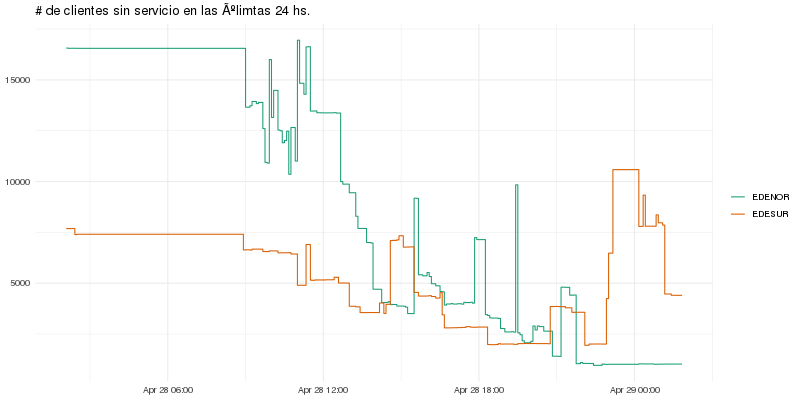 # de clientes sin servicio en las Ãºlimtas 24 hs.
15000
10000
5000
Apr 28 06:00
Apr 28 12:00
Apr 28 18:00
Apr 29 00:00
EDENOR
EDESUR